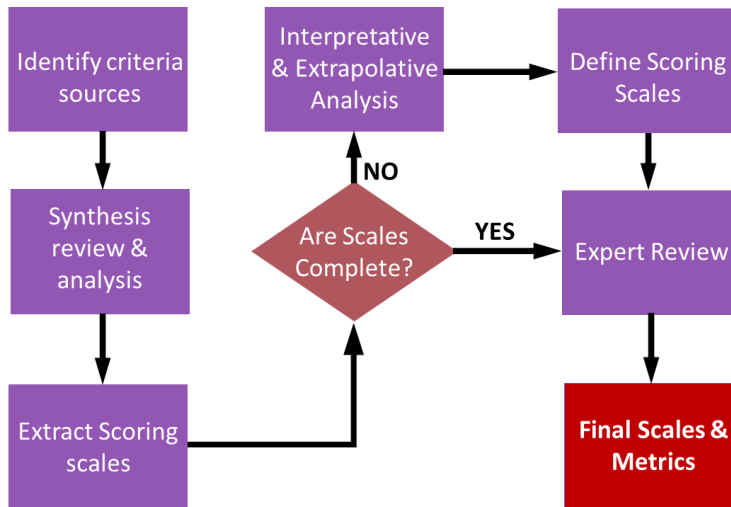 Identify criteria
sources
Synthesis
review &
analysis
Extract Scoring
scales
Are Scales
Complete?
NO
YES
Interpretative
& Extrapolative
Analysis
Define Scoring
Scales
Expert Review
Final Scales &
Metrics